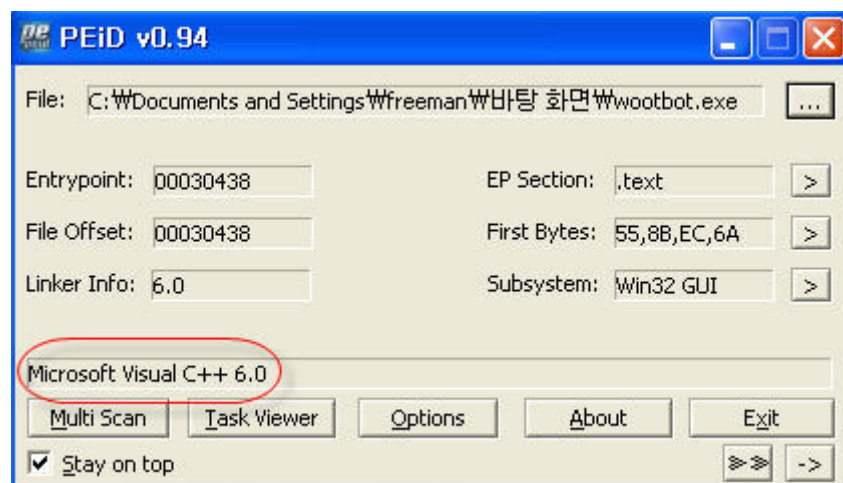 PEiD v0.94
File: C:₩Documents and Settings₩freeman₩바탕 화면₩wootbot.exe ...
Entrypoint: 00030438 EP Section: .text >
File Offset: 00030438 First Bytes: 55,8B,EC,6A >
Linker Info: 6.0 Subsystem: Win32 GUI >
Microsoft Visual C++ 6.0
Multi Scan Task Viewer Options About Exit
Stay on top >> ->